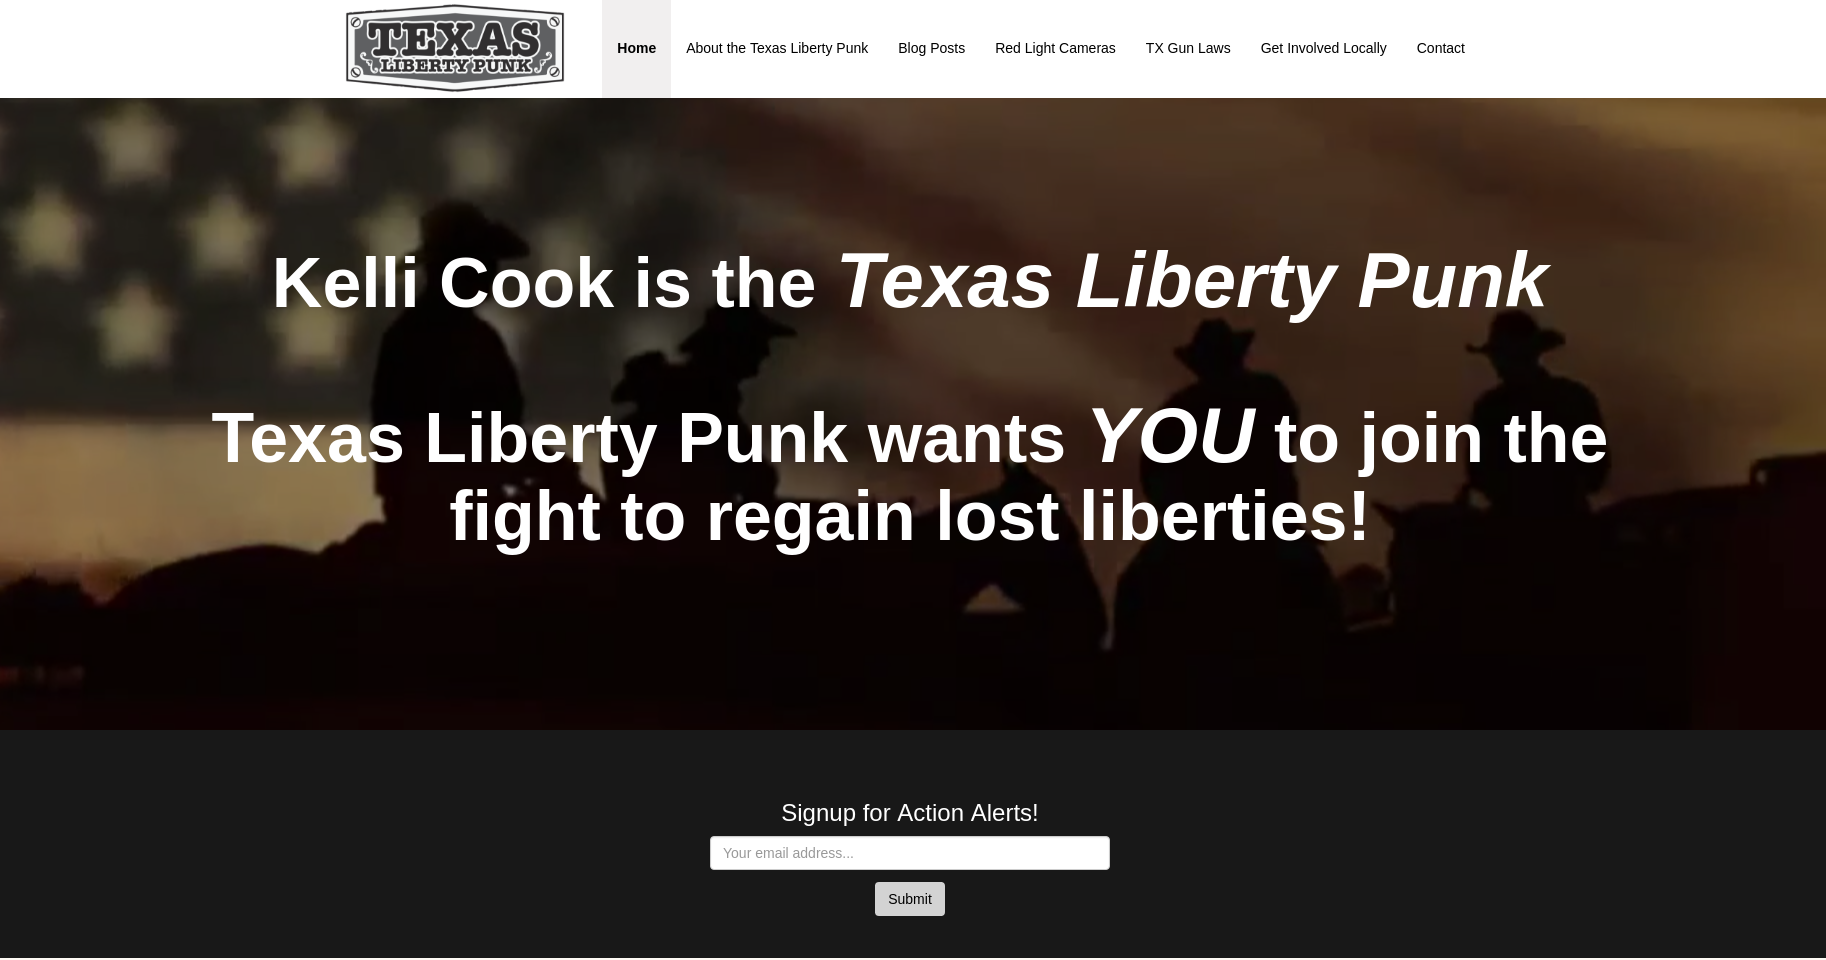 TEXAS
LIBERTY PUNK
Home
About the Texas Liberty Punk
Blog Posts
Red Light Cameras
TX Gun Laws
Get Involved Locally
Contact
Kelli Cook is the Texas Liberty Punk
Texas Liberty Punk wants YOU to join the
fight to regain lost liberties!
Signup for Action Alerts!
Your email address...
Submit